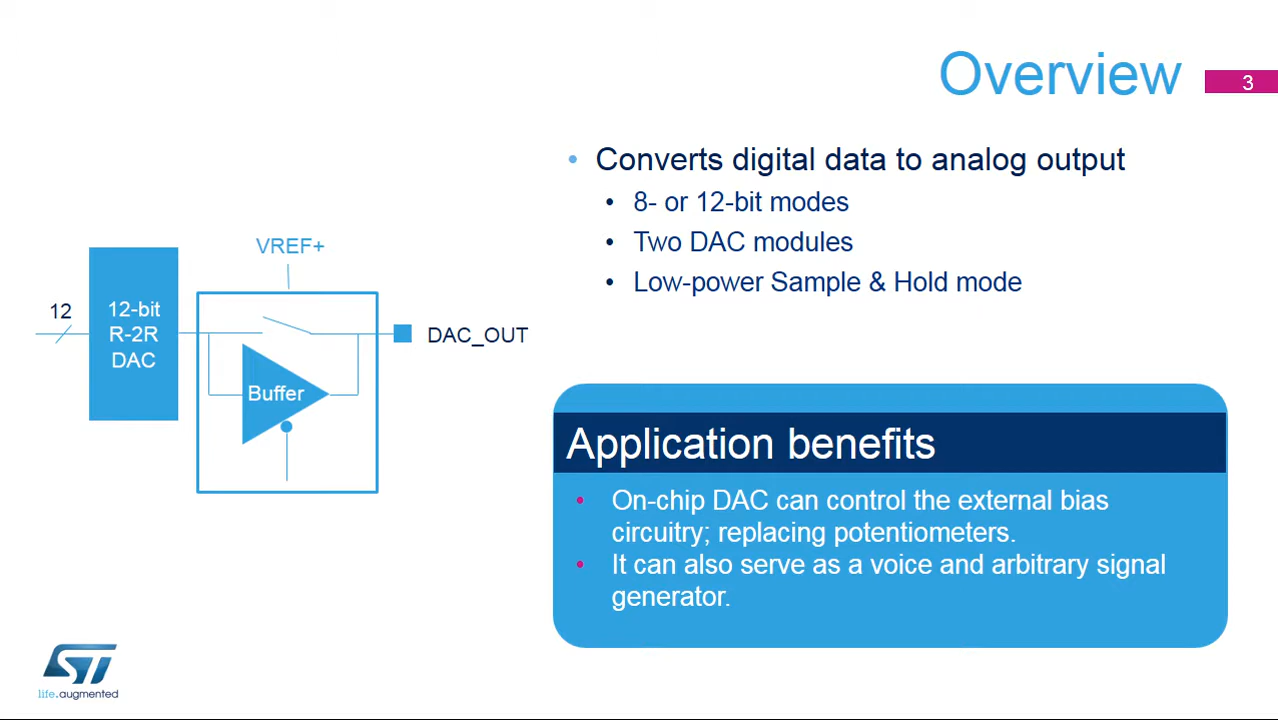 Overview
3
• Converts digital data to analog output
• 8- or 12-bit modes
• Two DAC modules
• Low-power Sample & Hold mode
VREF+
12
12-bit
R-2R
DAC
DAC_OUT
Buffer
Application benefits
• On-chip DAC can control the external bias
circuitry; replacing potentiometers.
• It can also serve as a voice and arbitrary signal
generator.
ST
life.augmented